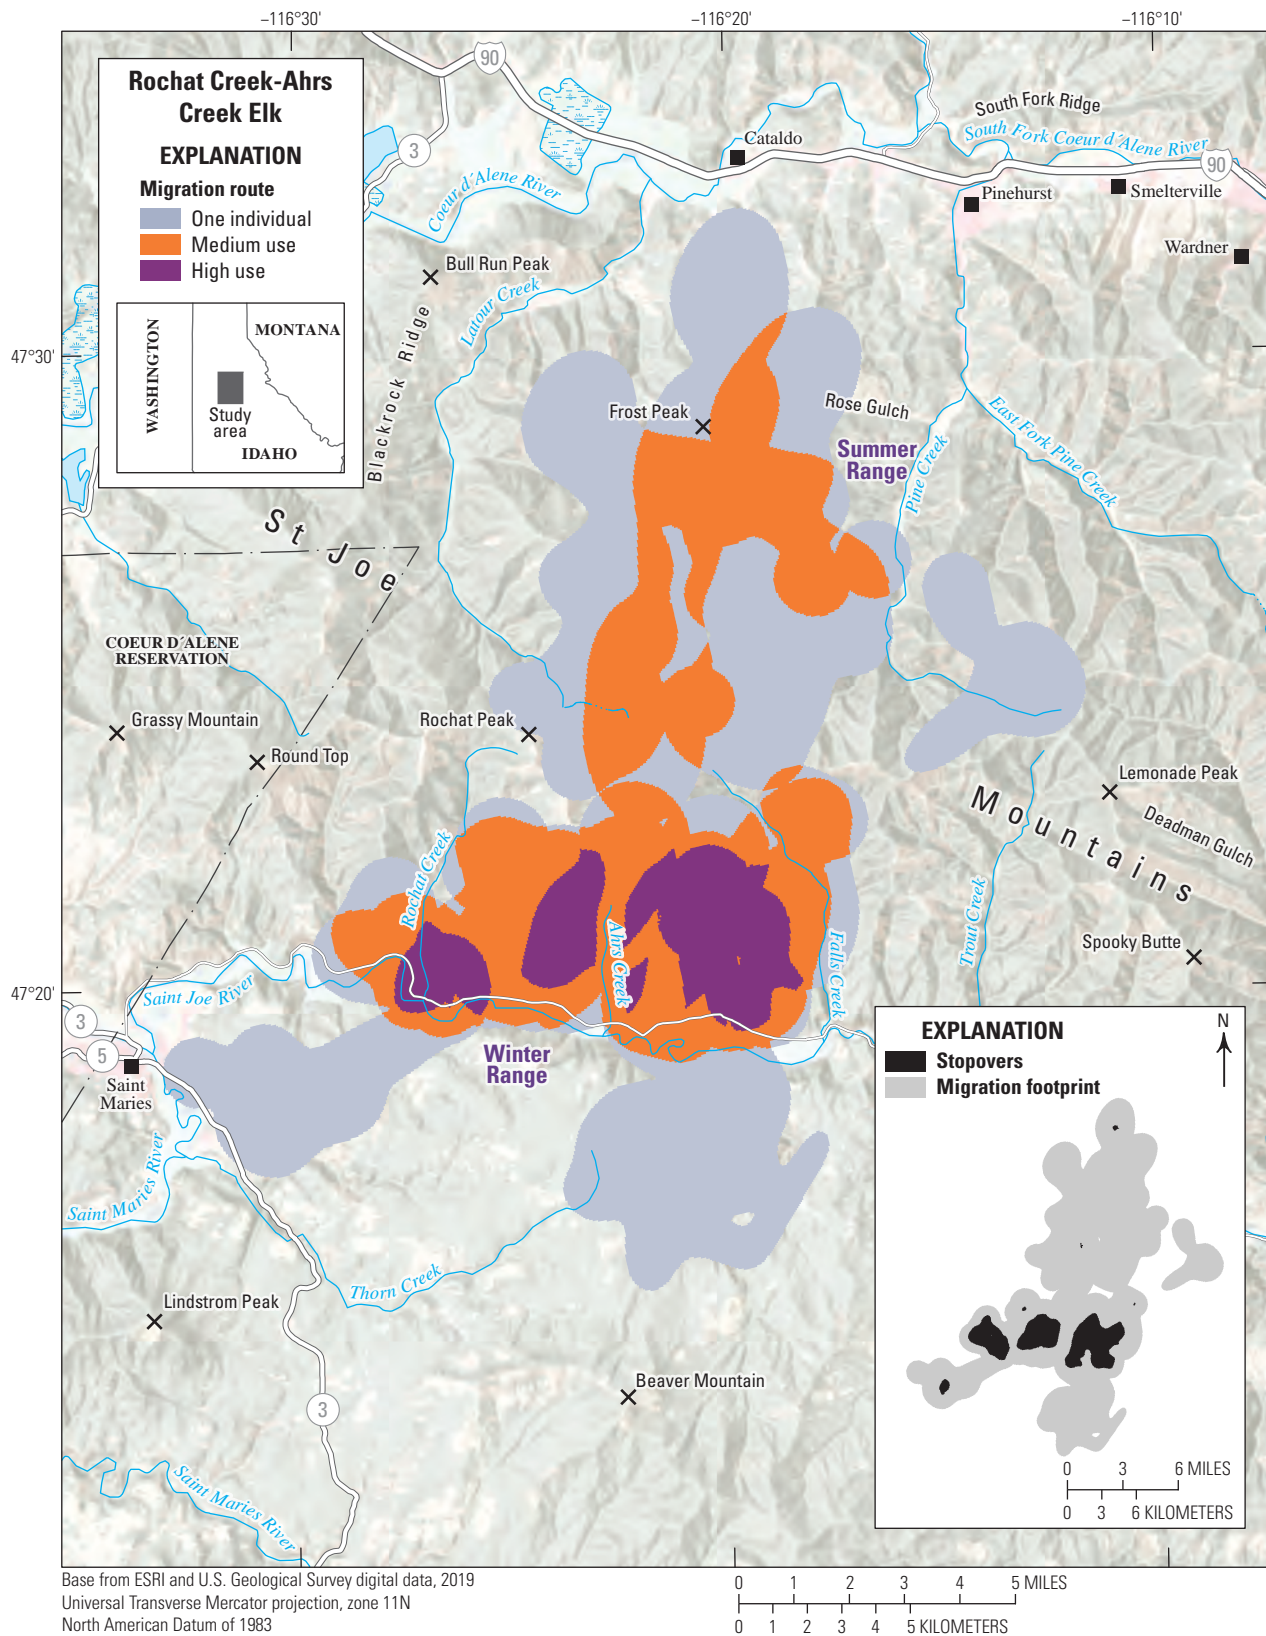 −116°30'
−116°20'
−116°10'
Rochat Creek-Ahrs
Creek Elk
EXPLANATION
Migration route
One individual
Medium use
High use
WASHINGTON
MONTANA
Study
area
IDAHO
90
3
Cataldo
South Fork Ridge
South Fork Coeur d´Alene River
90
Pinehurst
Smelterville
Wardner
Coeur d´Alene River
Bull Run Peak
Latour Creek
Blackrock Ridge
47°30'
Frost Peak
Rose Gulch
Summer
Range
Pine Creek
East Fork Pine Creek
St Joe
COEUR D´ALENE
RESERVATION
Grassy Mountain
Round Top
Rochat Peak
Lemonade Peak
Mountains
Deadman Gulch
Rochat Creek
Ahrs Creek
Falls Creek
Trout Creek
Spooky Butte
47°20'
Saint Joe River
3
5
Saint
Maries
Winter
Range
Saint Maries River
Thorn Creek
Lindstrom Peak
Beaver Mountain
3
Saint Maries River
EXPLANATION
Stopovers
Migration footprint
N
0 3 6 MILES
0 3 6 KILOMETERS
Base from ESRI and U.S. Geological Survey digital data, 2019
Universal Transverse Mercator projection, zone 11N
North American Datum of 1983
0 1 2 3 4 5 MILES
0 1 2 3 4 5 KILOMETERS